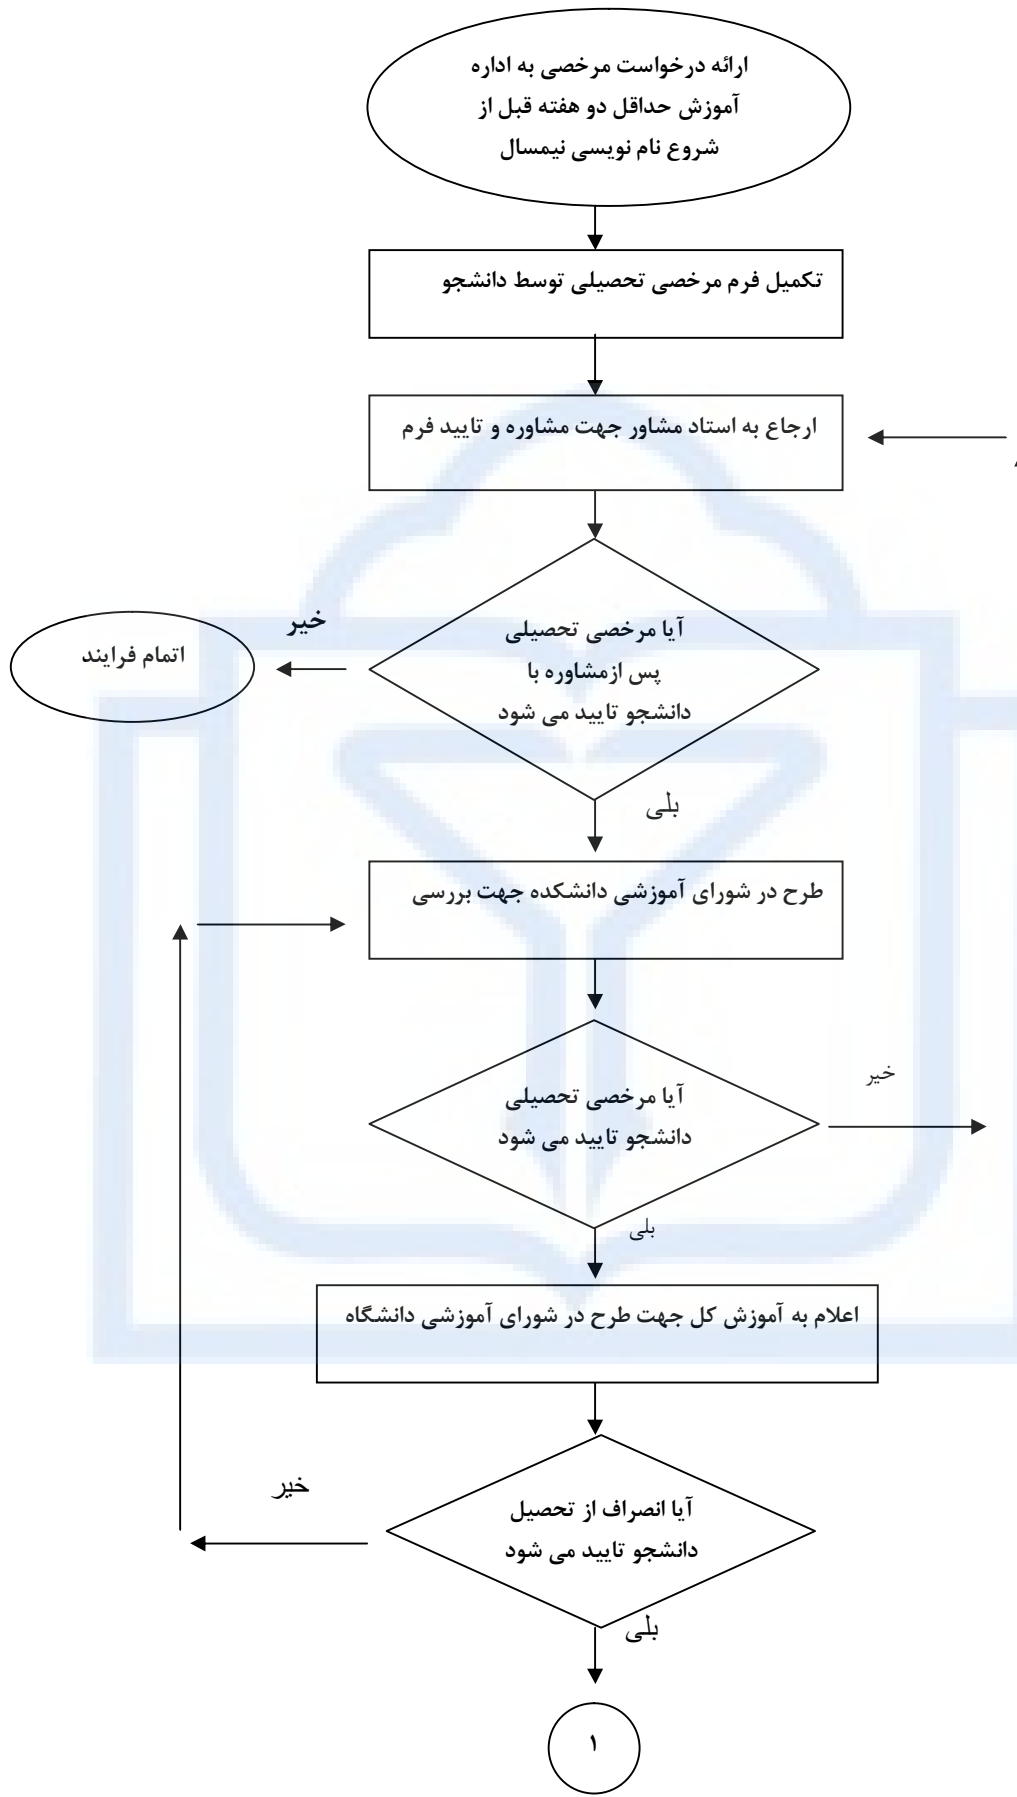 ارائه درخواست مرخصی به اداره
آموزش حداقل دو هفته قبل از
شروع نام نویسی نیمسال
تکمیل فرم مرخصی تحصیلی توسط دانشجو
ارجاع به استاد مشاور جهت مشاوره و تایید فرم
آیا مرخصی تحصیلی
پس ازمشاوره با
دانشجو تایید می شود
خیر
اتمام فرایند
بلی
طرح در شورای آموزشی دانشکده جهت بررسی
آیا مرخصی تحصیلی
دانشجو تایید می شود
خیر
بلی
اعلام به آموزش کل جهت طرح در شورای آموزشی دانشگاه
آیا انصراف از تحصیل
دانشجو تایید می شود
خیر
بلی
۱